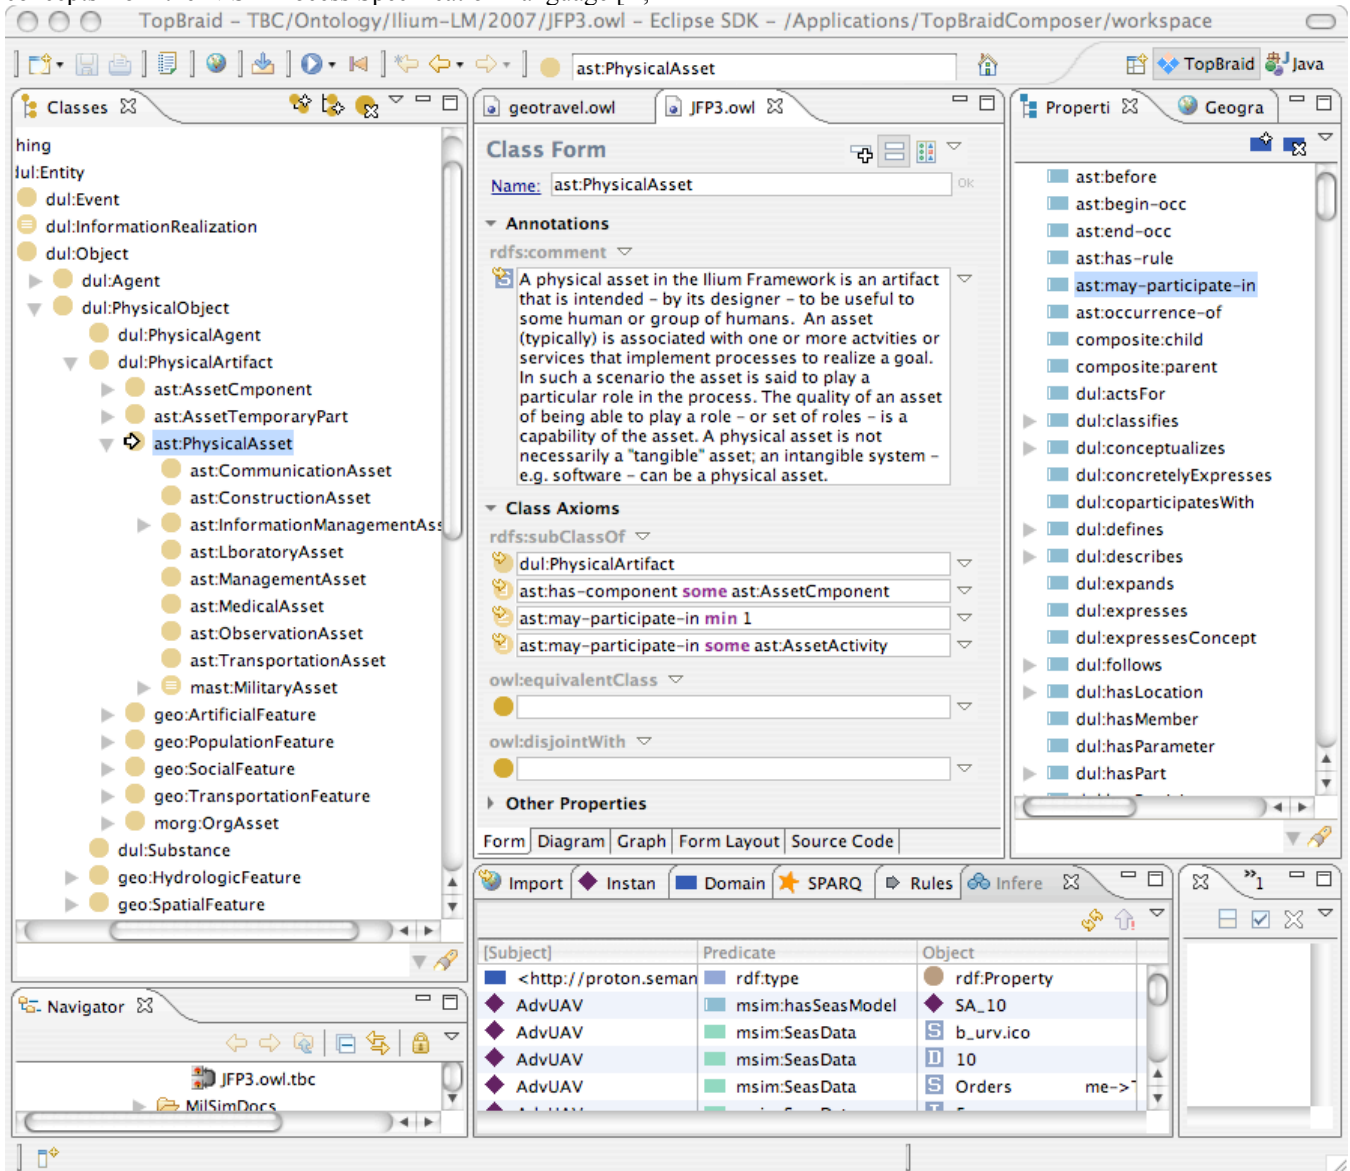 TopBraid – TBC/Ontology/Ilium–LM/2007/JFP3.owl – Eclipse SDK – /Applications/TopBraidComposer/workspace
ast:PhysicalAsset
TopBraid
Java
Classes
hing
dul:Entity
dul:Event
dul:InformationRealization
dul:Object
dul:Agent
dul:PhysicalObject
dul:PhysicalAgent
dul:PhysicalArtifact
ast:AssetCmponent
ast:AssetTemporaryPart
ast:PhysicalAsset
ast:CommunicationAsset
ast:ConstructionAsset
ast:InformationManagementAss
ast:LboratoryAsset
ast:ManagementAsset
ast:MedicalAsset
ast:ObservationAsset
ast:TransportationAsset
mast:MilitaryAsset
geo:ArtificialFeature
geo:PopulationFeature
geo:SocialFeature
geo:TransportationFeature
morg:OrgAsset
dul:Substance
geo:HydrologicFeature
geo:SpatialFeature
Navigator
JFP3.owl.tbc
MilSimDocs
geotravel.owl
JFP3.owl
Class Form
Name: ast:PhysicalAsset
Ok
Annotations
rdfs:comment
A physical asset in the Ilium Framework is an artifact
that is intended – by its designer – to be useful to
some human or group of humans. An asset
(typically) is associated with one or more actvities or
services that implement processes to realize a goal.
In such a scenario the asset is said to play a
particular role in the process. The quality of an asset
of being able to play a role – or set of roles – is a
capability of the asset. A physical asset is not
necessarily a "tangible" asset; an intangible system –
e.g. software – can be a physical asset.
Class Axioms
rdfs:subClassOf
dul:PhysicalArtifact
ast:has–component some ast:AssetCmponent
ast:may–participate–in min 1
ast:may–participate–in some ast:AssetActivity
owl:equivalentClass
owl:disjointWith
Other Properties
Form Diagram Graph Form Layout Source Code
Properti
Geogra
ast:before
ast:begin–occ
ast:end–occ
ast:has–rule
ast:may–participate–in
ast:occurrence–of
composite:child
composite:parent
dul:actsFor
dul:classifies
dul:conceptualizes
dul:concretelyExpresses
dul:coparticipatesWith
dul:defines
dul:describes
dul:expands
dul:expresses
dul:expressesConcept
dul:follows
dul:hasLocation
dul:hasMember
dul:hasParameter
dul:hasPart
Import Instan Domain SPARQ Rules Infere
»1
[Subject] Predicate Object
<http://proton.seman rdf:type rdf:Property
AdvUAV msim:hasSeasModel SA_10
AdvUAV msim:SeasData S b_urv.ico
AdvUAV msim:SeasData D 10
AdvUAV msim:SeasData S Orders me->